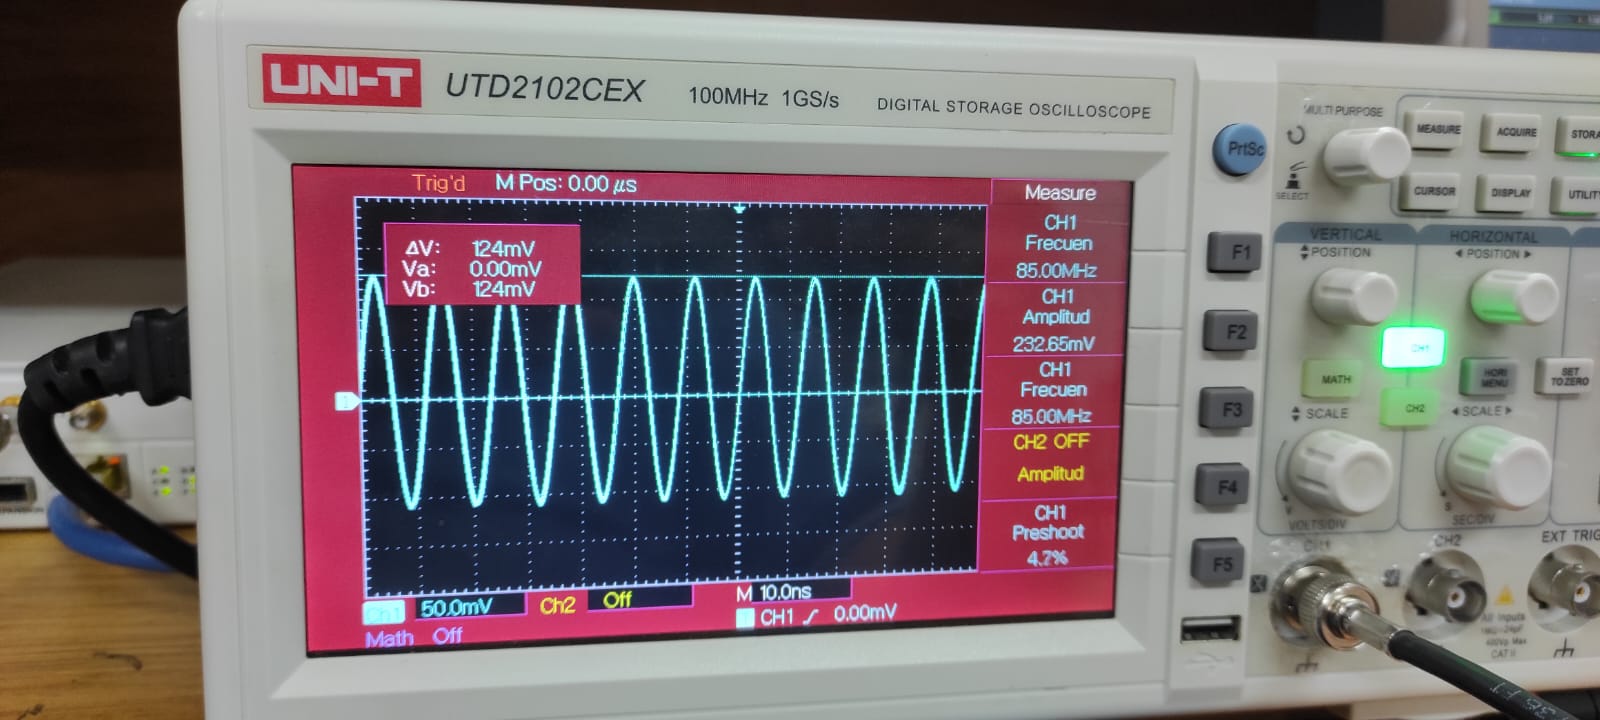 UNI-T UTD2102CEX 100MHz 1GS/s DIGITAL STORAGE OSCILLOSCOPE
Trig'd M Pos: 0.00 µs
ΔV: 124mV
Va: 0.00mV
Vb: 124mV
1
Measure
CH1
Frecuen
85.00MHz
CH1
Amplitud
232.65mV
CH1
Frecuen
85.00MHz
CH2 OFF
Amplitud
CH1
Preshoot
4.7%
Ch1 50.0mV Ch2 Off M 10.0ns
CH1 0.00mV
Math Off
PrtSc
F1
F2
F3
F4
F5
MULTI PURPOSE
SELECT
MEASURE ACQUIRE STORA
CURSOR DISPLAY UTILITY
VERTICAL HORIZONTAL
POSITION POSITION
CH1
MATH HORI MENU SET TO ZERO
CH2
SCALE SCALE
VOLTS/DIV SEC/DIV
CH1 CH2 EXT TRIG
All Inputs
400Vp Max
CAT II